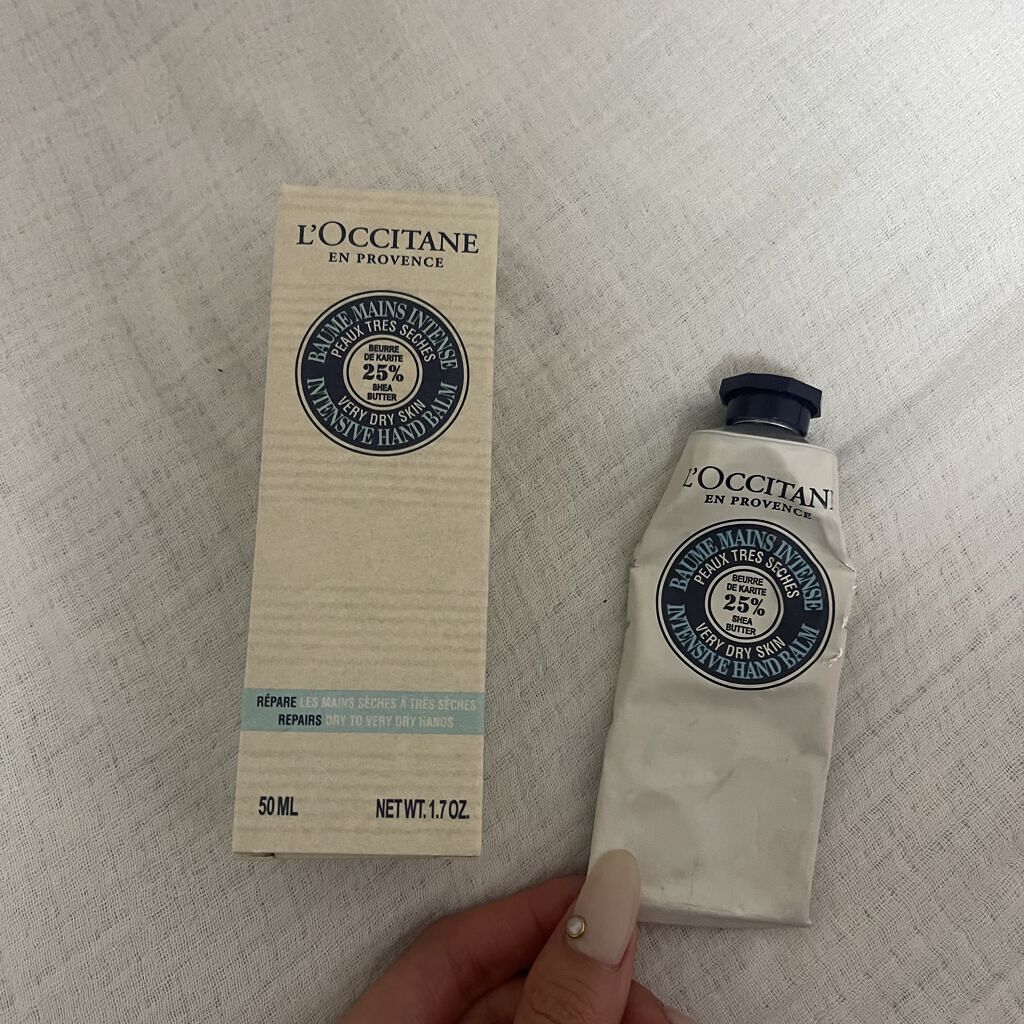 L'OCCITANE
EN PROVENCE
BAUME MAINS INTENSE
PEAUX TRES SECHES
BEURRE
DE KARITE
25%
SHEA
BUTTER
VERY DRY SKIN
INTENSIVE HAND BALM
RÉPARE LES MAINS SÈCHES À TRÈS SÈCHES
REPAIRS DRY TO VERY DRY HANDS
50 ML NET WT. 1.7 OZ.
L'OCCITAN
EN PROVENCE
BAUME MAINS INTENSE
PEAUX TRES SECHES
BEURRE
DE KARITE
25%
SHEA
BUTTER
VERY DRY SKIN
INTENSIVE HAND BALM